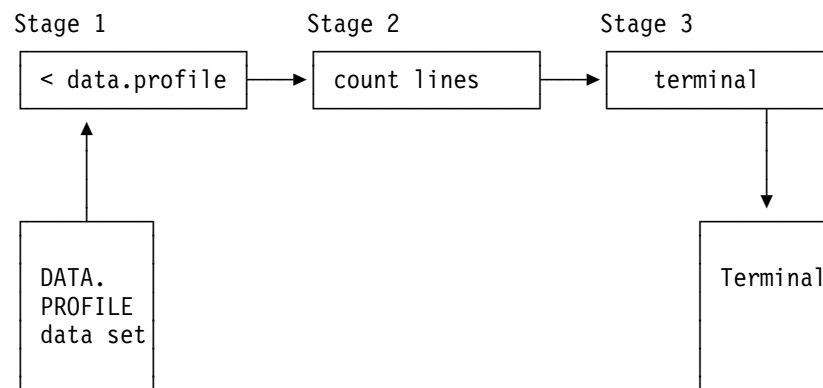 Stage 1 Stage 2 Stage 3
< data.profile count lines terminal
DATA.
PROFILE
data set
Terminal